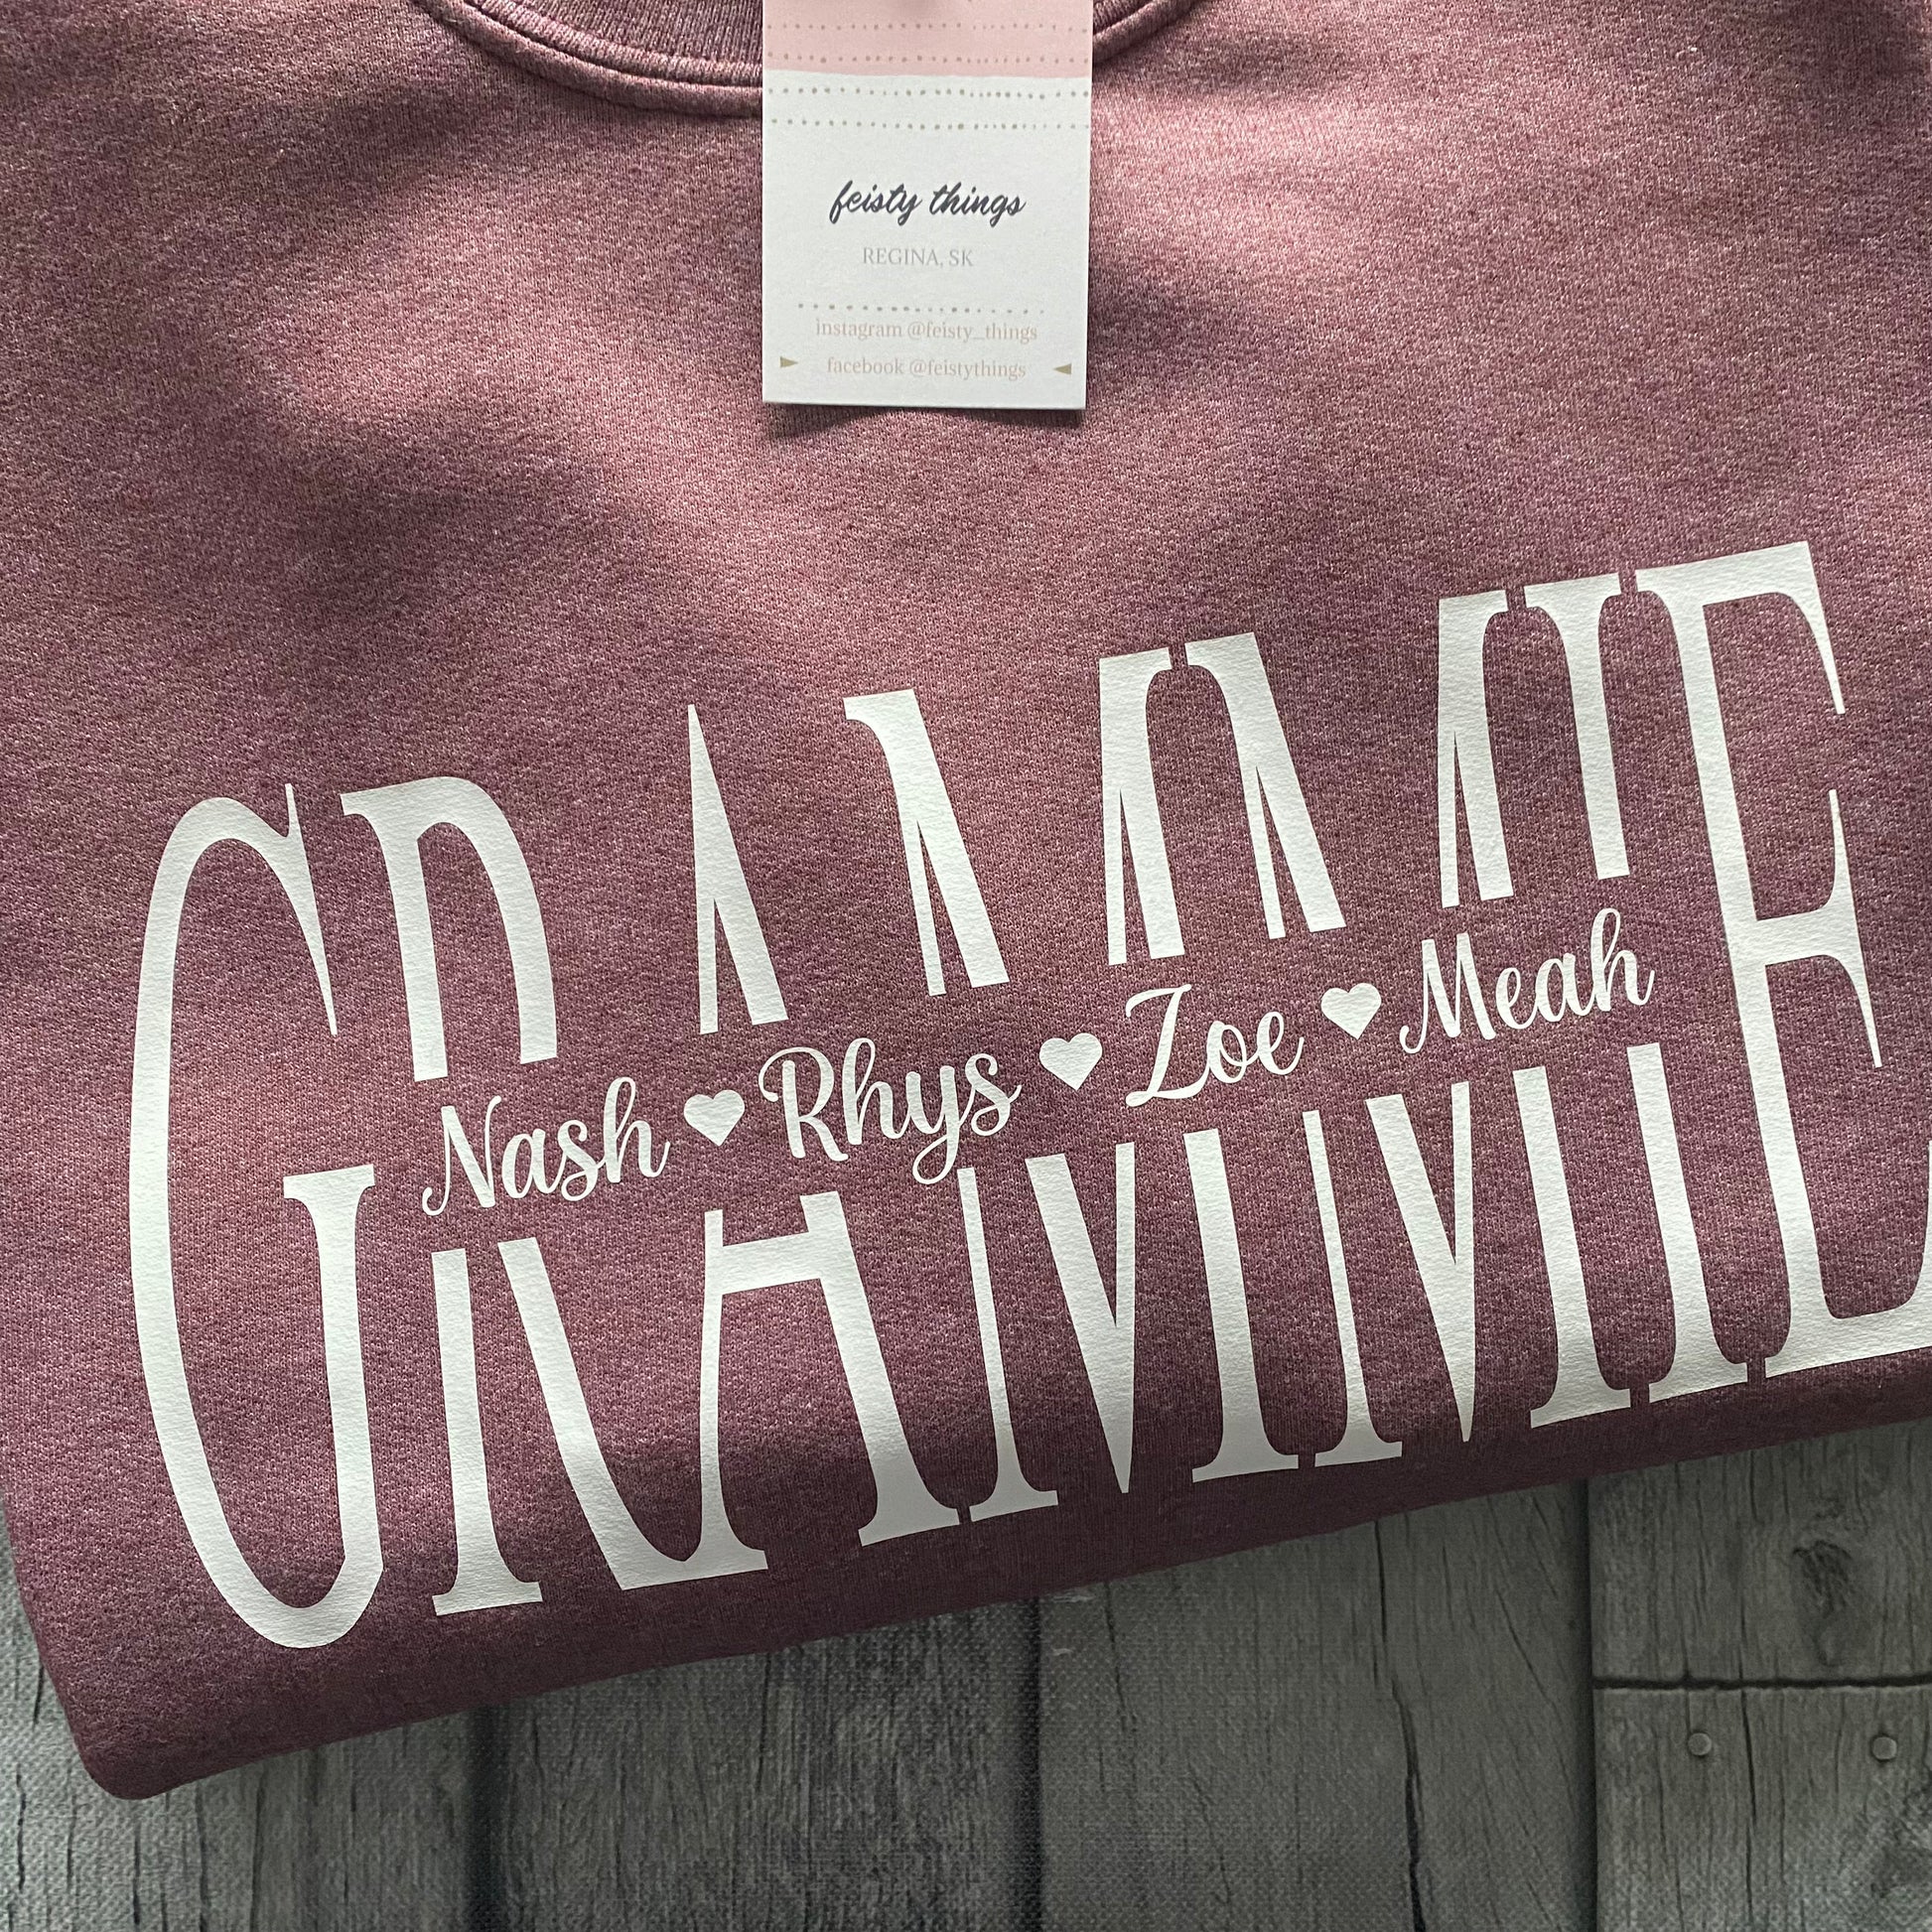 feisty things
REGINA, SK
instagram @feisty_things
facebook @feistythings
GRAMMIE
Nash ♥ Rhys ♥ Zoe ♥ Meah